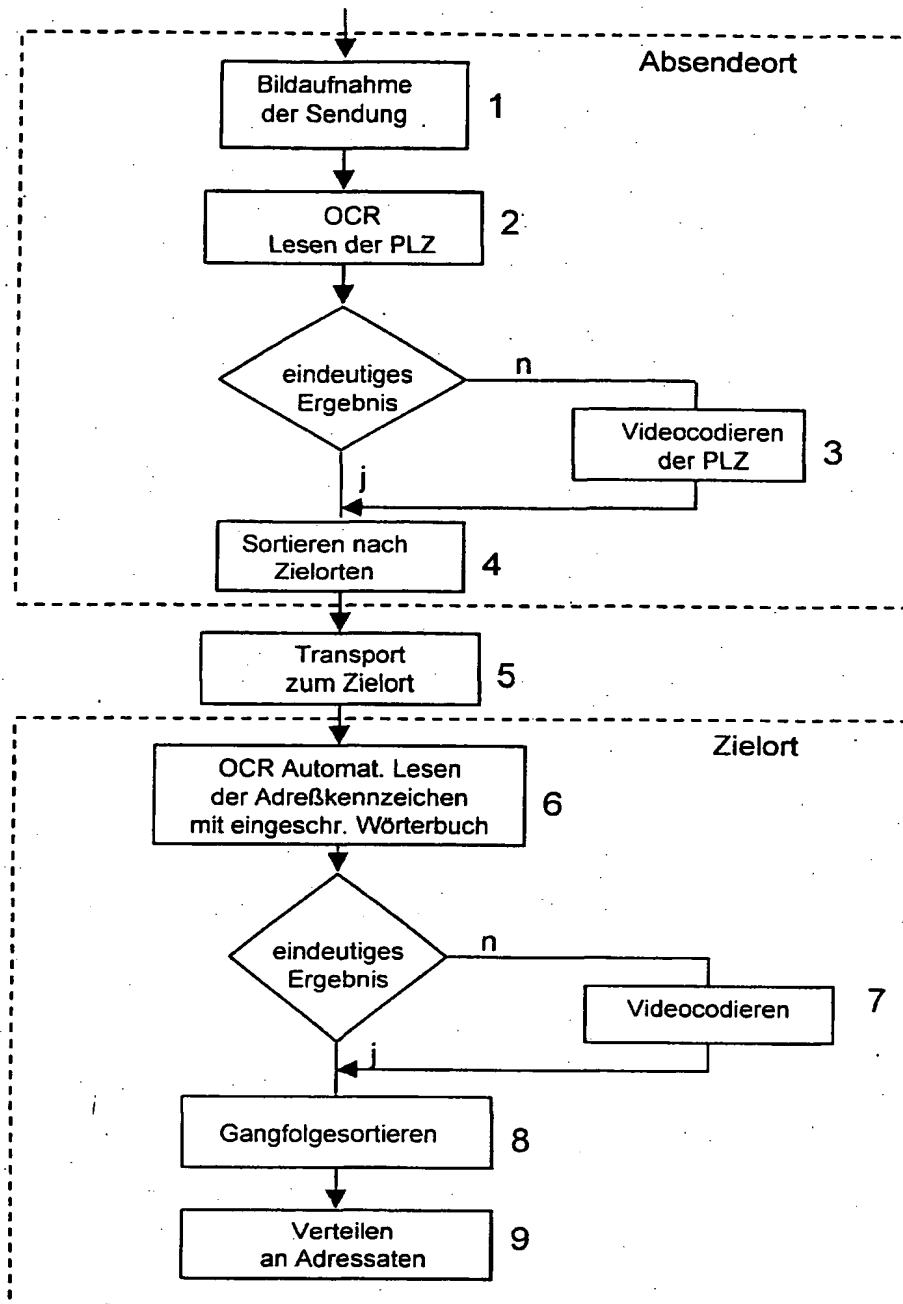 Absendeort
Bildaufnahme
der Sendung
1
OCR
Lesen der PLZ
2
eindeutiges
Ergebnis
n
Videocodieren
der PLZ
3
j
Sortieren nach
Zielorten
4
Transport
zum Zielort
5
Zielort
OCR Automat. Lesen
der Adreßkennzeichen
mit eingeschr. Wörterbuch
6
eindeutiges
Ergebnis
n
Videocodieren
7
j
Gangfolgesortieren
8
Verteilen
an Adressaten
9